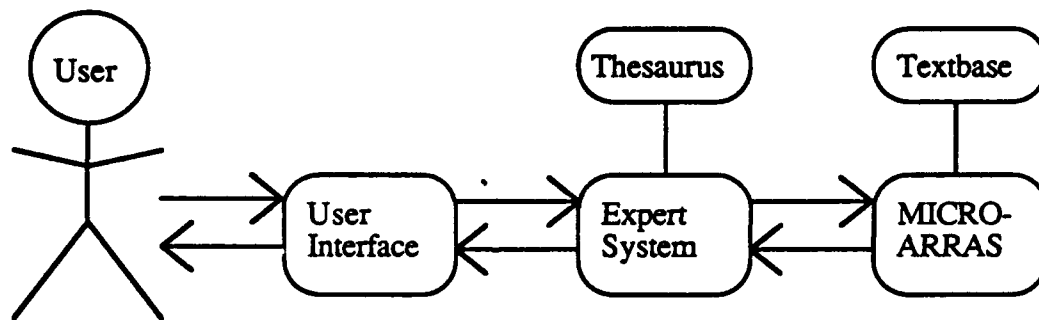 User
Thesaurus
Textbase
User
Interface
Expert
System
MICRO-
ARRAS